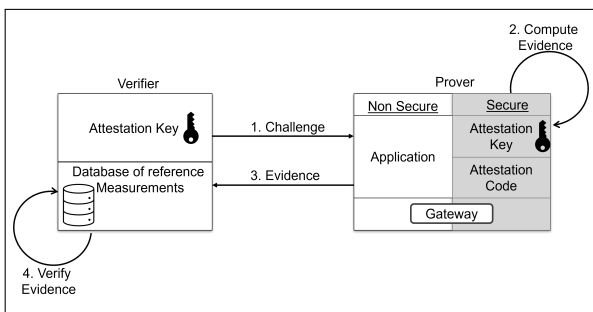 2. Compute
Evidence
Verifier
Prover
Non Secure
Secure
Attestation Key
1. Challenge
Attestation
Key
Application
Database of reference
Measurements
3. Evidence
Attestation
Code
Gateway
4. Verify
Evidence